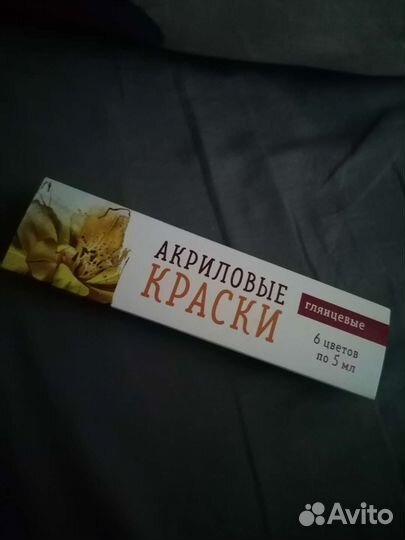 АКРИЛОВЫЕ
КРАСКИ
глянцевые
6 цветов
по 5 мл
Avito